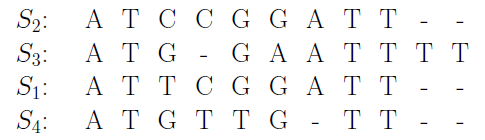 S2: A T C C G G A T T - -
S3: A T G - G A A T T T T
S1: A T T C G G A T T - -
S4: A T G T T G - T T - -